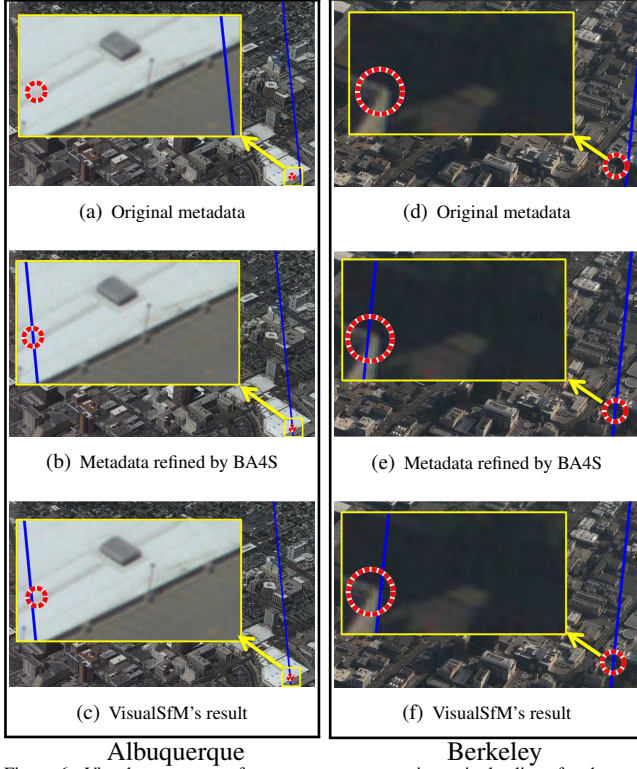 (a) Original metadata
(b) Metadata refined by BA4S
(c) VisualSfM's result
Albuquerque
(d) Original metadata
(e) Metadata refined by BA4S
(f) VisualSfM's result
Berkeley